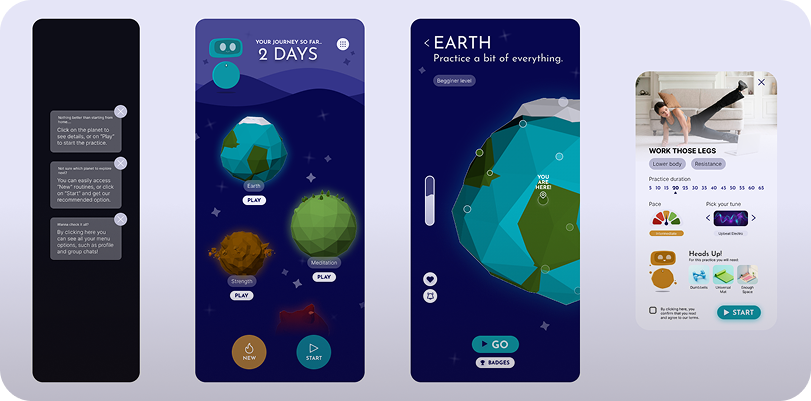 Nothing better than starting from
home...
Click on the planet to
see details, or on "Play"
to start the practice.
Not sure witch planet to explore
next?
You can easily access
"New" routines, or click
on "Start" and get our
recommended option.
Wanna check it all?
By clicking here you
can see all your menu
options, such as profile
and group chats!
YOUR JOURNEY SO FAR..
2 DAYS
Earth
PLAY
Meditation
PLAY
Strength
PLAY
NEW
START
EARTH
Practice a bit of everything.
Begginer level
YOU
ARE
HERE!
GO
BADGES
WORK THOSE LEGS
Lower body
Resistance
Practice duration
5 10 15 20 25 30 35 40 45 50 55 60 65
Pace
Pick your tune
Intermediate
Upbeat Electro
Heads Up!
For this practice you will need:
Dumbbells
Universal
Mat
Enough
Space
By clicking here, you
confirm that you read
and agree to our terms.
START